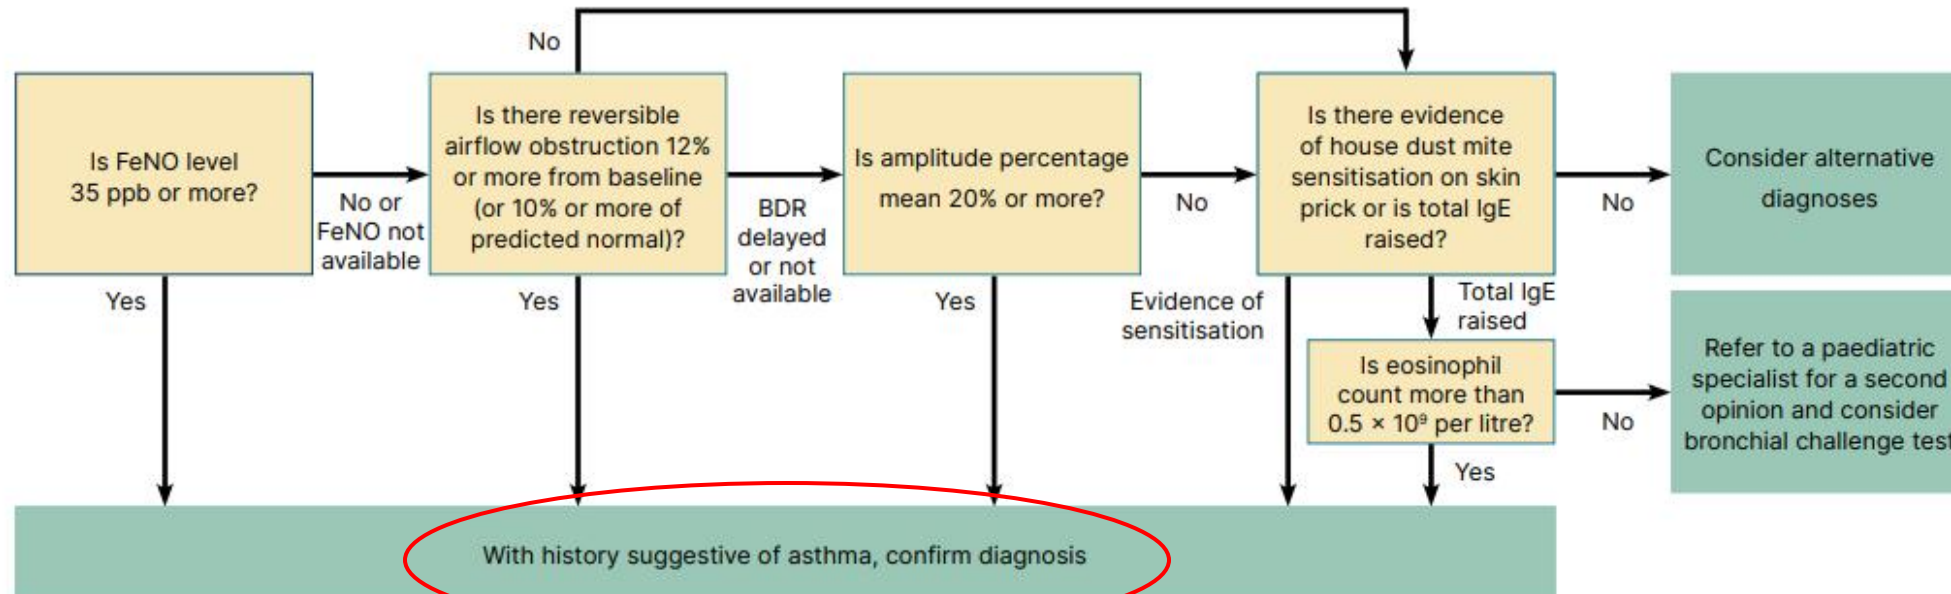 No
Is FeNO level
35 ppb or more?
No or
FeNO not
available
Yes
Is there reversible
airflow obstruction 12%
or more from baseline
(or 10% or more of
predicted normal)?
BDR
delayed
or not
available
Yes
Is amplitude percentage
mean 20% or more?
No
Yes
Is there evidence
of house dust mite
sensitisation on skin
prick or is total IgE
raised?
No
Consider alternative
diagnoses
Evidence of
sensitisation
Total IgE
raised
Is eosinophil
count more than
0.5 × 10⁹ per litre?
No
Yes
Refer to a paediatric
specialist for a second
opinion and consider
bronchial challenge test
With history suggestive of asthma, confirm diagnosis